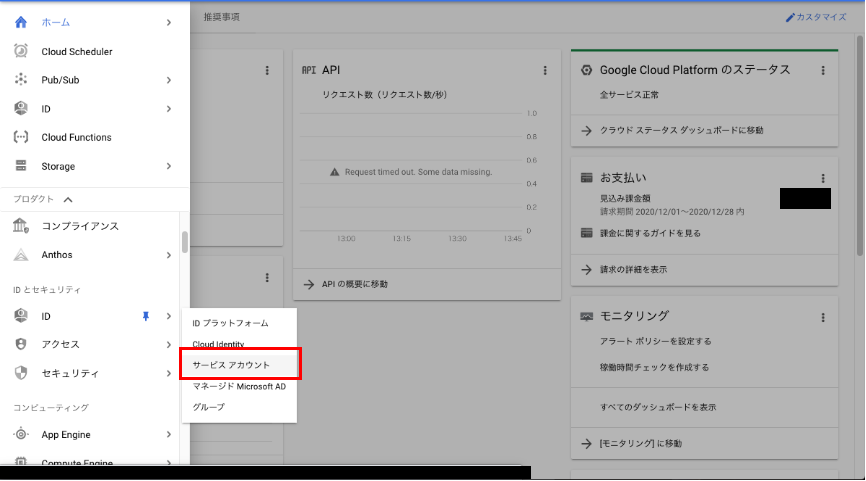 ホーム
Cloud Scheduler
Pub/Sub
ID
Cloud Functions
Storage
プロダクト
コンプライアンス
Anthos
ID とセキュリティ
ID
アクセス
セキュリティ
コンピューティング
App Engine
Compute Engine
ID プラットフォーム
Cloud Identity
サービス アカウント
マネージド Microsoft AD
グループ
推奨事項
カスタマイズ
API API
リクエスト数（リクエスト数/秒）
1.0
0.8
0.6
Request timed out. Some data missing.
0.4
0.2
0
13:00 13:15 13:30 13:45
API の概要に移動
Google Cloud Platform のステータス
全サービス正常
クラウド ステータス ダッシュボードに移動
お支払い
見込み課金額
請求期間 2020/12/01～2020/12/28 内
課金に関するガイドを見る
請求の詳細を表示
モニタリング
アラート ポリシーを設定する
稼働時間チェックを作成する
すべてのダッシュボードを表示
[モニタリング] に移動